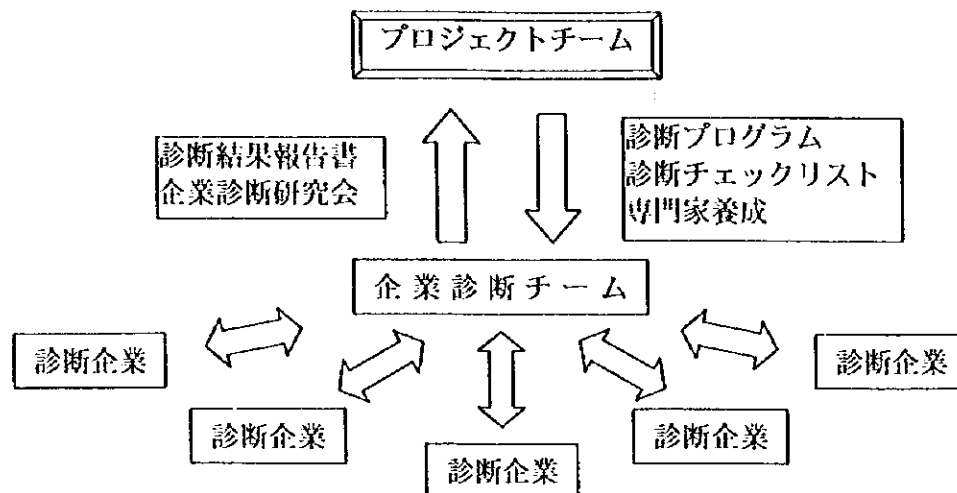 プロジェクトチーム
診断結果報告書
企業診断研究会
診断プログラム
診断チェックリスト
専門家養成
企業診断チーム
診断企業
診断企業
診断企業
診断企業
診断企業